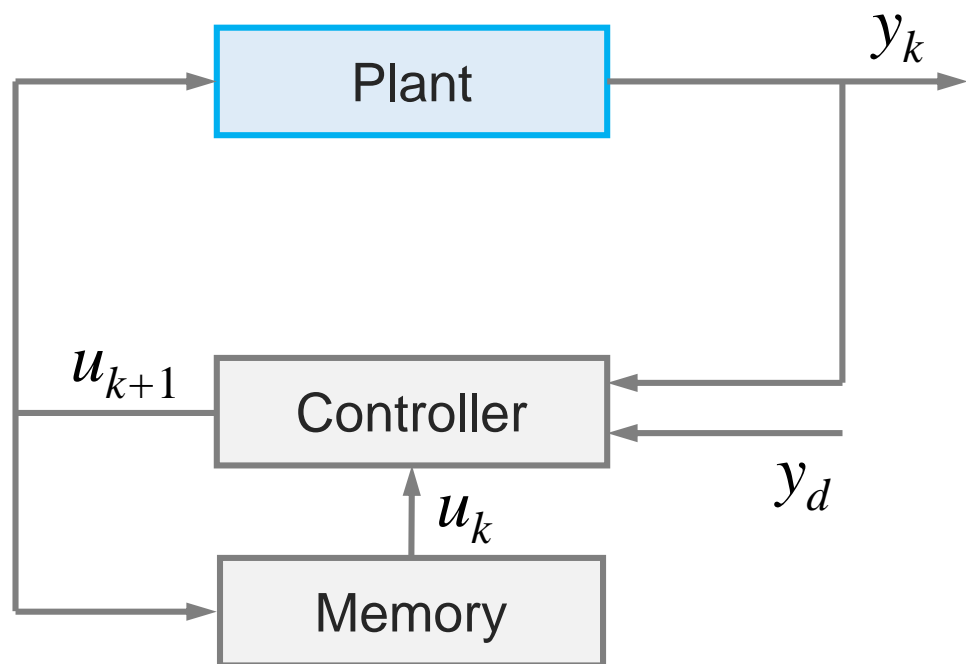 y_k
Plant
u_{k+1}
Controller
y_d
u_k
Memory